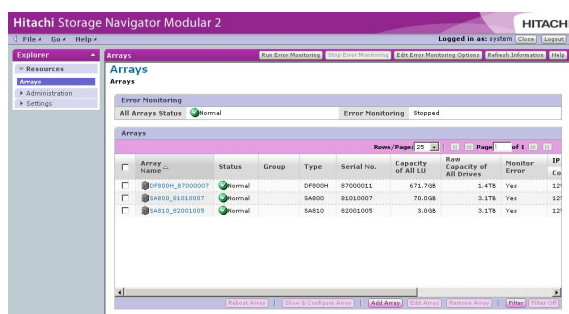 Hitachi Storage Navigator Modular 2
HITACHI
File Go Help
Logged in as: system Close Logout
Explorer
Resources
Arrays
Administration
Settings
Arrays
Run Error Monitoring Stop Error Monitoring Edit Error Monitoring Options Refresh Information Help
Arrays
Arrays
Error Monitoring
All Arrays Status Normal Error Monitoring Stopped
Arrays
Rows/Page: 25 Page of 1
Array Name Status Group Type Serial No. Capacity of All LU Raw Capacity of All Drives Monitor Error IP
Co
DF800H_87000007 Normal DF800H 87000011 671.7GB 1.4TB Yes 12
SA800_81010007 Normal SA800 81010007 70.0GB 3.1TB Yes 12
SA810_82001005 Normal SA810 82001005 3.0GB 3.1TB Yes 12
Reboot Array Show & Configure Array Add Array Edit Array Remove Array Filter Filter Off